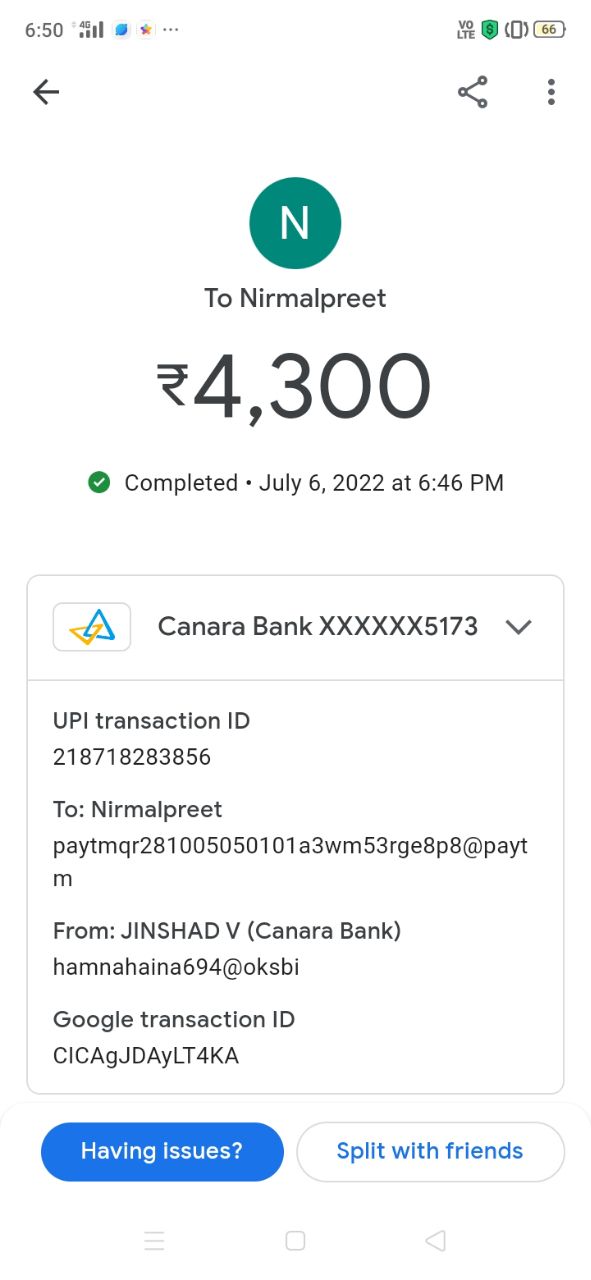 6:50 4G VO LTE 66
N
To Nirmalpreet
₹4,300
Completed • July 6, 2022 at 6:46 PM
Canara Bank XXXXXX5173
UPI transaction ID
218718283856
To: Nirmalpreet
paytmqr281005050101a3wm53rge8p8@payt
m
From: JINSHAD V (Canara Bank)
hamnahaina694@oksbi
Google transaction ID
CICAgJDAyLT4KA
Having issues? Split with friends